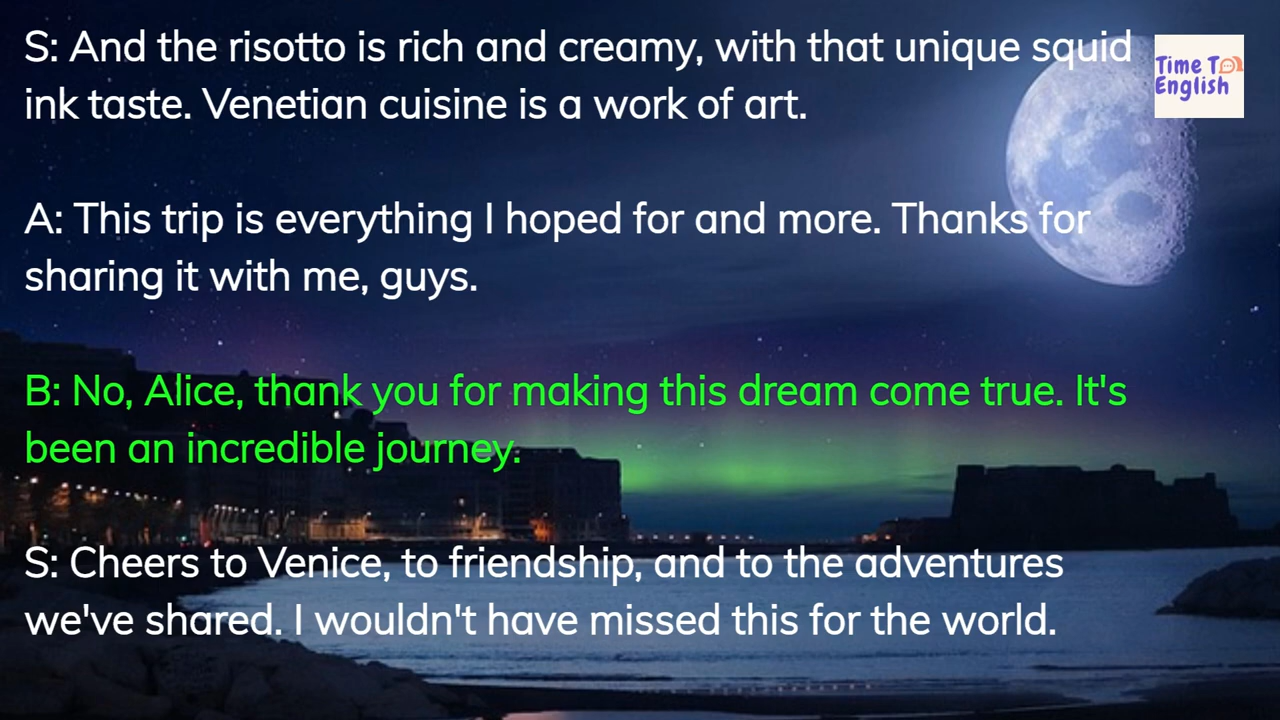 S: And the risotto is rich and creamy, with that unique squid
ink taste. Venetian cuisine is a work of art.
Time To
English
A: This trip is everything I hoped for and more. Thanks for
sharing it with me, guys.
B: No, Alice, thank you for making this dream come true. It's
been an incredible journey.
S: Cheers to Venice, to friendship, and to the adventures
we've shared. I wouldn't have missed this for the world.